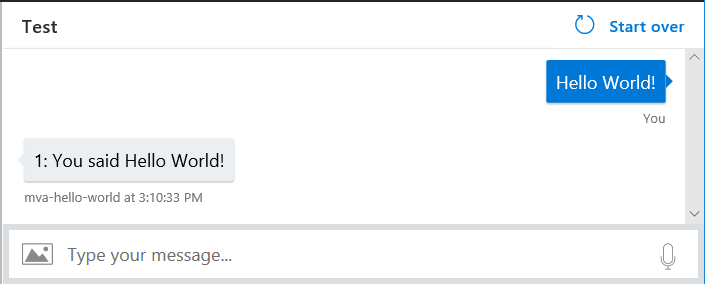 Test
Start over
Hello World!
You
1: You said Hello World!
mva-hello-world at 3:10:33 PM
Type your message...